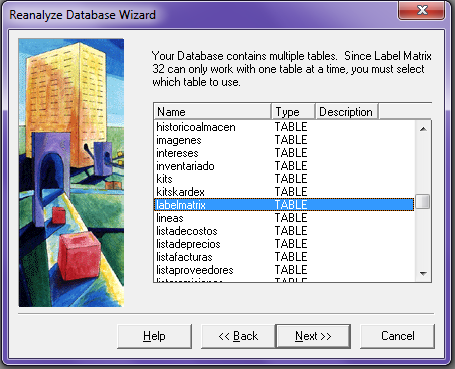 Reanalyze Database Wizard
Your Database contains multiple tables. Since Label Matrix
32 can only work with one table at a time, you must select
which table to use.
Name Type Description
historicoalmacen TABLE
imagenes TABLE
intereses TABLE
inventariado TABLE
kits TABLE
kitskardex TABLE
labelmatrix TABLE
lineas TABLE
listadecostos TABLE
listadeprecios TABLE
listafacturas TABLE
listaproveedores TABLE
TABLE
Help << Back Next >> Cancel